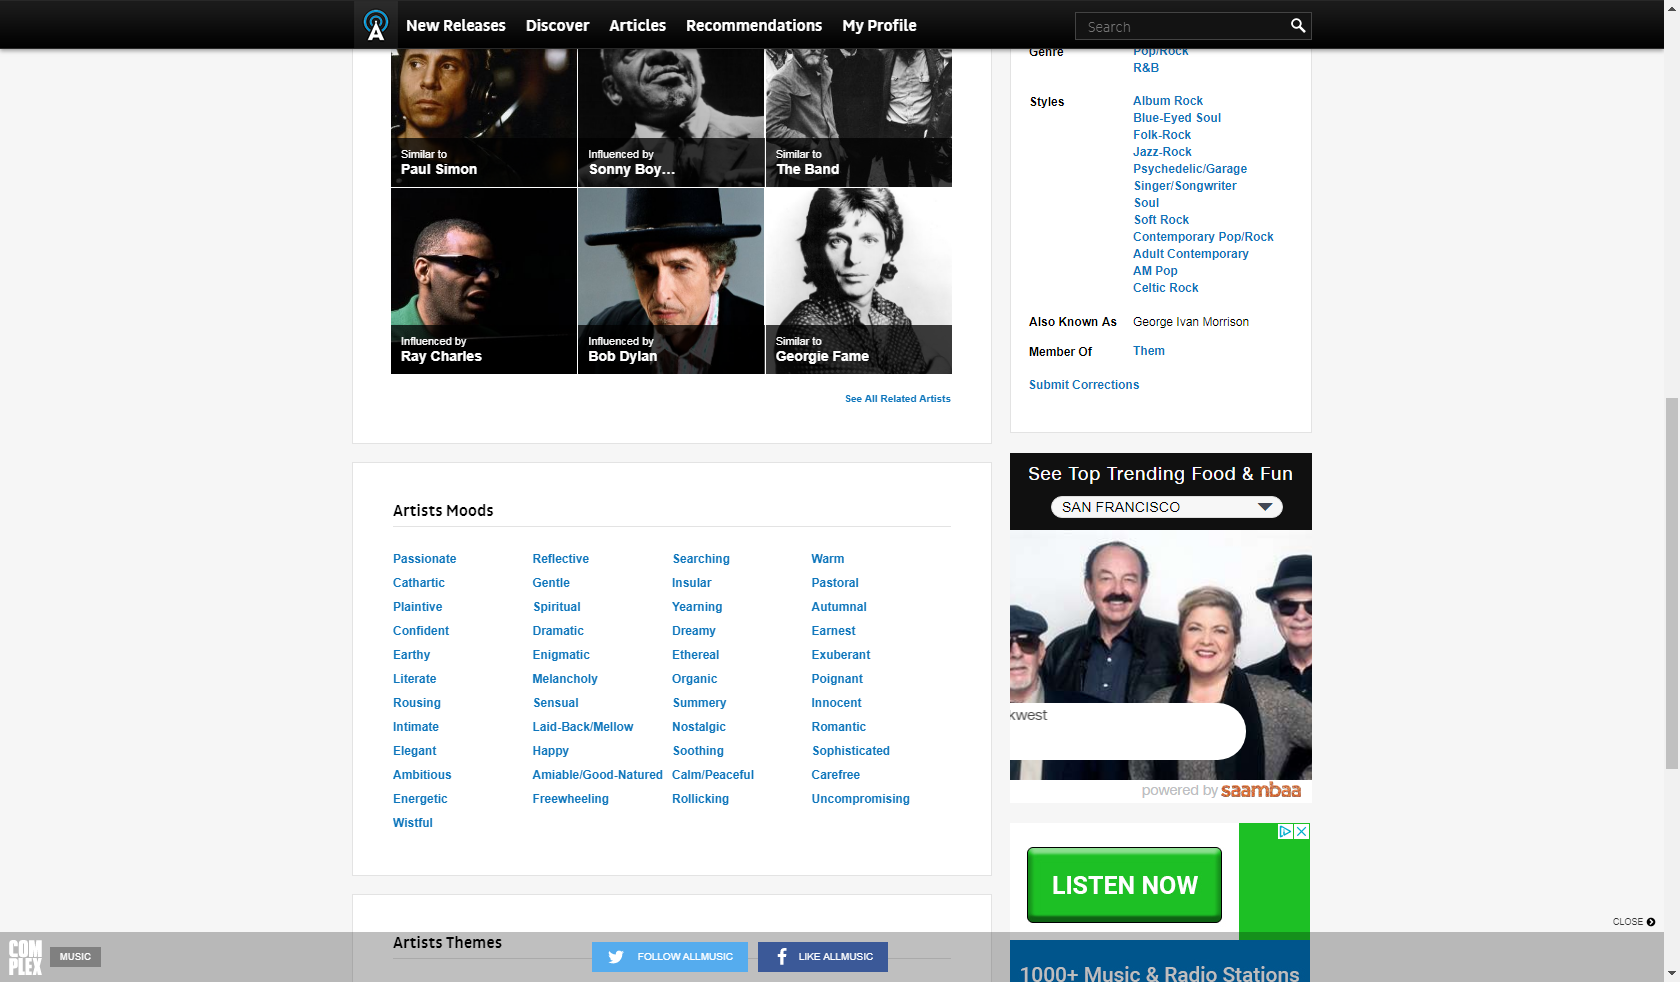 New Releases Discover Articles Recommendations My Profile Search
Similar to
Paul Simon
Influenced by
Sonny Boy...
Similar to
The Band
Influenced by
Ray Charles
Influenced by
Bob Dylan
Similar to
Georgie Fame
See All Related Artists
Genre Pop/Rock
R&B
Styles Album Rock
Blue-Eyed Soul
Folk-Rock
Jazz-Rock
Psychedelic/Garage
Singer/Songwriter
Soul
Soft Rock
Contemporary Pop/Rock
Adult Contemporary
AM Pop
Celtic Rock
Also Known As George Ivan Morrison
Member Of Them
Submit Corrections
Artists Moods
Passionate Reflective Searching Warm
Cathartic Gentle Insular Pastoral
Plaintive Spiritual Yearning Autumnal
Confident Dramatic Dreamy Earnest
Earthy Enigmatic Ethereal Exuberant
Literate Melancholy Organic Poignant
Rousing Sensual Summery Innocent
Intimate Laid-Back/Mellow Nostalgic Romantic
Elegant Happy Soothing Sophisticated
Ambitious Amiable/Good-Natured Calm/Peaceful Carefree
Energetic Freewheeling Rollicking Uncompromising
Wistful
See Top Trending Food & Fun
SAN FRANCISCO
kwest
powered by saambaa
LISTEN NOW
1000+ Music & Radio Stations
CLOSE
Artists Themes
COM
PLEX
MUSIC
FOLLOW ALLMUSIC
LIKE ALLMUSIC